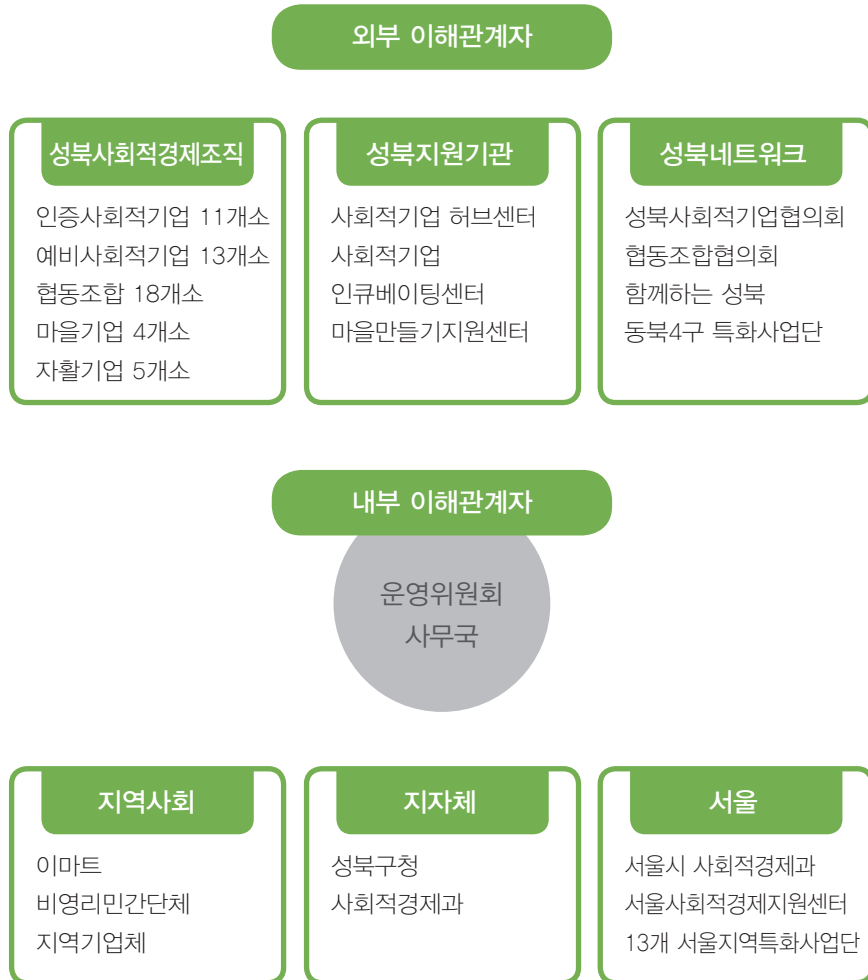 외부 이해관계자
성북사회적경제조직
인증사회적기업 11개소
예비사회적기업 13개소
협동조합 18개소
마을기업 4개소
자활기업 5개소
성북지원기관
사회적기업 허브센터
사회적기업
인큐베이팅센터
마을만들기지원센터
성북네트워크
성북사회적기업협의회
협동조합협의회
함께하는 성북
동북4구 특화사업단
내부 이해관계자
운영위원회
사무국
지역사회
이마트
비영리민간단체
지역기업체
지자체
성북구청
사회적경제과
서울
서울시 사회적경제과
서울사회적경제지원센터
13개 서울지역특화사업단